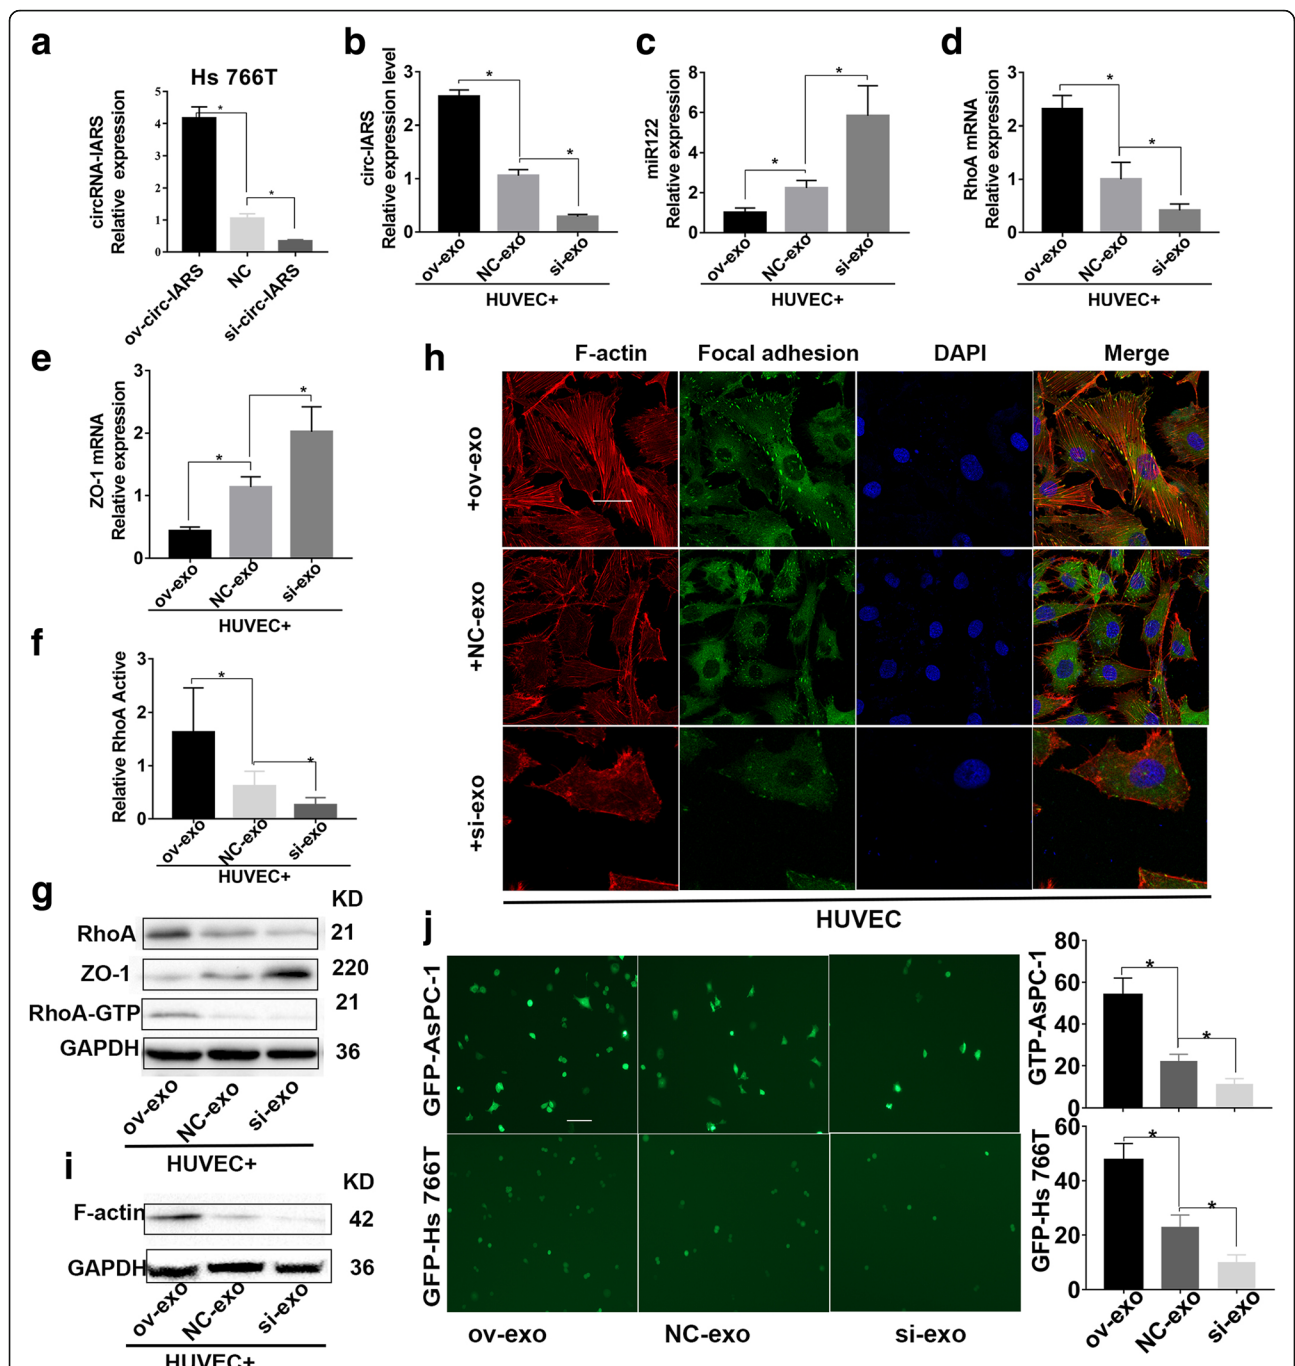 a
Hs 766T
circRNA-IARS
Relative expression
5
4
3
2
1
0
*
*
ov-circ-IARS
NC
si-circ-IARS
b
circ-IARS
Relative expression level
3
2
1
0
*
*
ov-exo
NC-exo
si-exo
HUVEC+
c
miR122
Relative expression
8
6
4
2
0
*
*
ov-exo
NC-exo
si-exo
HUVEC+
d
RhoA mRNA
Relative expression
3
2
1
0
*
*
ov-exo
NC-exo
si-exo
HUVEC+
e
ZO-1 mRNA
Relative expression
3
2
1
0
*
*
ov-exo
NC-exo
si-exo
HUVEC+
f
Relative RhoA Active
3
2
1
0
*
*
ov-exo
NC-exo
si-exo
HUVEC+
g
KD
RhoA 21
ZO-1 220
RhoA-GTP 21
GAPDH 36
ov-exo
NC-exo
si-exo
HUVEC+
h
F-actin Focal adhesion DAPI Merge
+ov-exo
+NC-exo
+si-exo
HUVEC
i
KD
F-actin 42
GAPDH 36
ov-exo
NC-exo
si-exo
HUVEC+
j
GFP-AsPC-1
GFP-Hs 766T
ov-exo NC-exo si-exo
GTP-AsPC-1
80
60
40
20
0
*
*
GFP-Hs 766T
60
40
20
0
*
*
ov-exo
NC-exo
si-exo